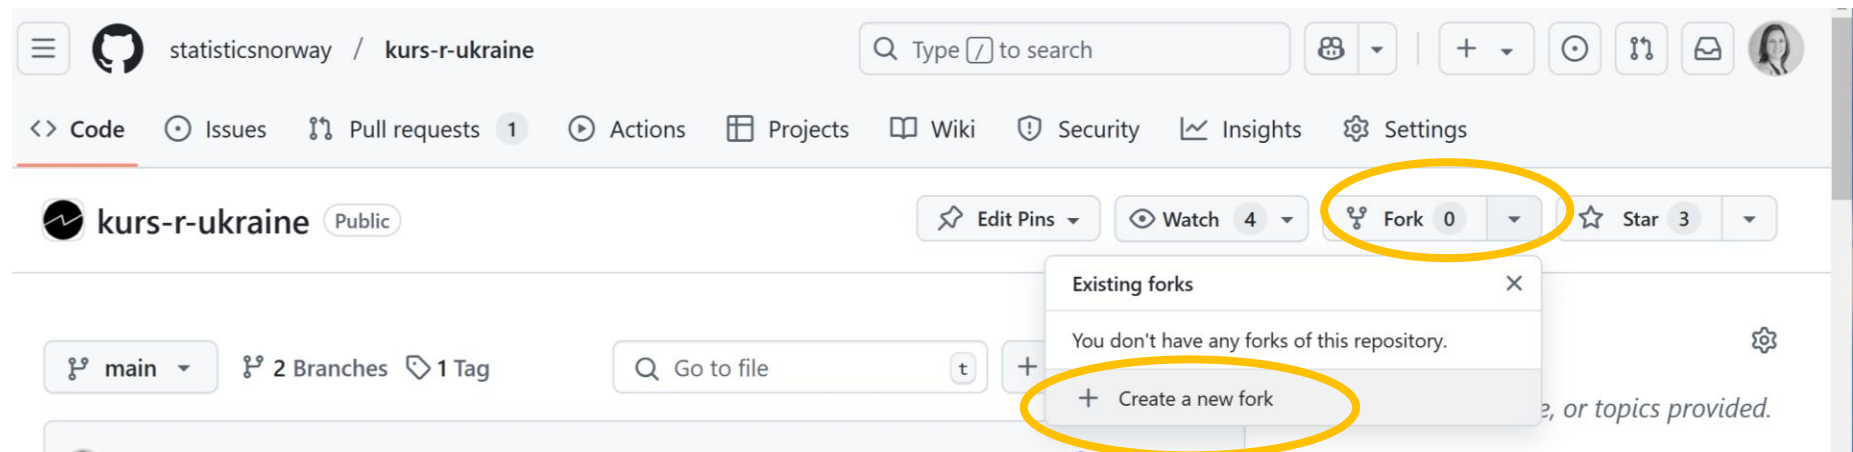 statisticsnorway / kurs-r-ukraine Type / to search
<> Code Issues Pull requests 1 Actions Projects Wiki Security Insights Settings
kurs-r-ukraine Public Edit Pins Watch 4 Fork 0 Star 3
Existing forks
You don't have any forks of this repository.
main 2 Branches 1 Tag Go to file t +
+ Create a new fork
, or topics provided.